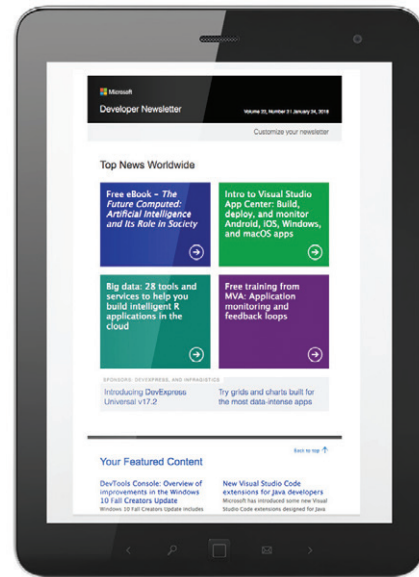 Microsoft
Developer Newsletter
Volume 22, Number 2 | January 24, 2018
Customize your newsletter
Top News Worldwide
Free eBook – The
Future Computed:
Artificial Intelligence
and Its Role In Society
Intro to Visual Studio
App Center: Build,
deploy, and monitor
Android, iOS, Windows,
and macOS apps
Big data: 28 tools and
services to help you
build intelligent R
applications in the
cloud
Free training from
MVA: Application
monitoring and
feedback loops
SPONSORS: DEVEXPRESS, AND INFRAGISTICS
Introducing DevExpress
Universal v17.2
Try grids and charts built for
the most data-intense apps
Back to top
Your Featured Content
DevTools Console: Overview of
improvements in the Windows
10 Fall Creators Update
Windows 10 Fall Creators Update includes
New Visual Studio Code
extensions for Java developers
Microsoft has introduced some new Visual
Studio Code extensions designed for Java